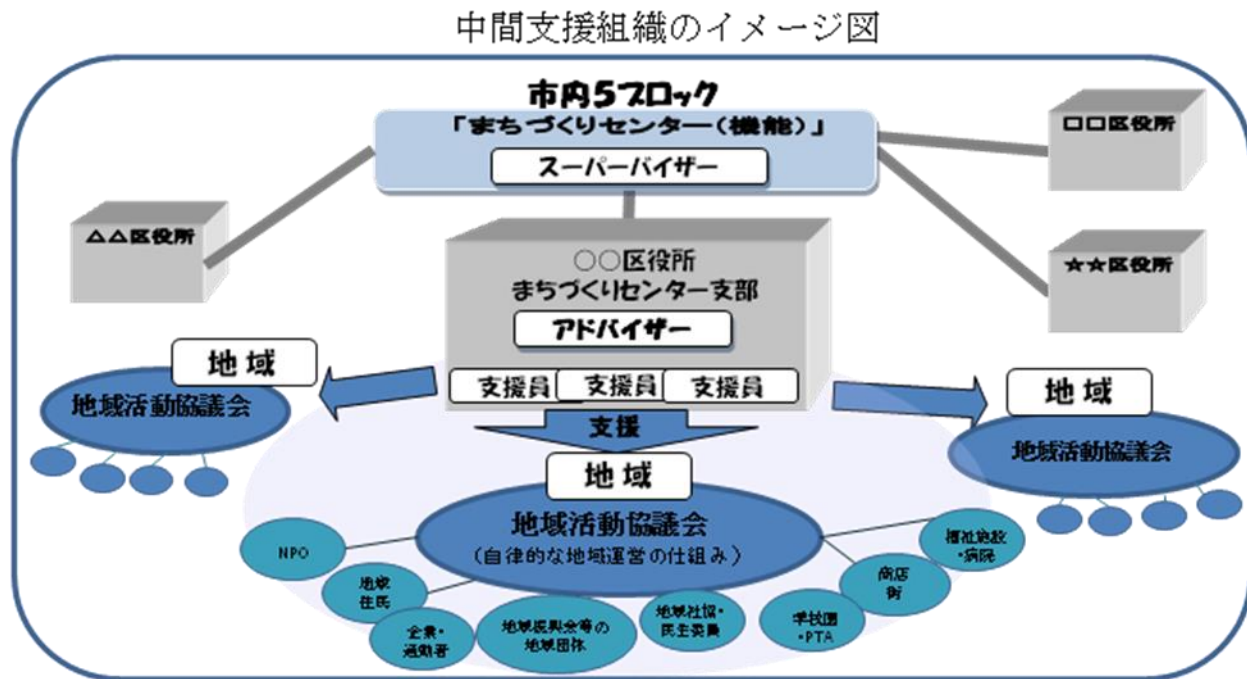 中間支援組織のイメージ図
市内5ブロック
「まちづくりセンター(機能)」
スーパーバイザー
□□区役所
△△区役所
☆☆区役所
○○区役所
まちづくりセンター支部
アドバイザー
支援員 支援員 支援員
支援
地域
地域活動協議会
地域
地域活動協議会
地域
地域活動協議会
(自律的な地域運営の仕組み)
NPO
地域
住民
企業・
通勤者
地域振興会等の
地域団体
地域社協・
民生委員
学校園
・PTA
商店
街
福祉施設
・病院